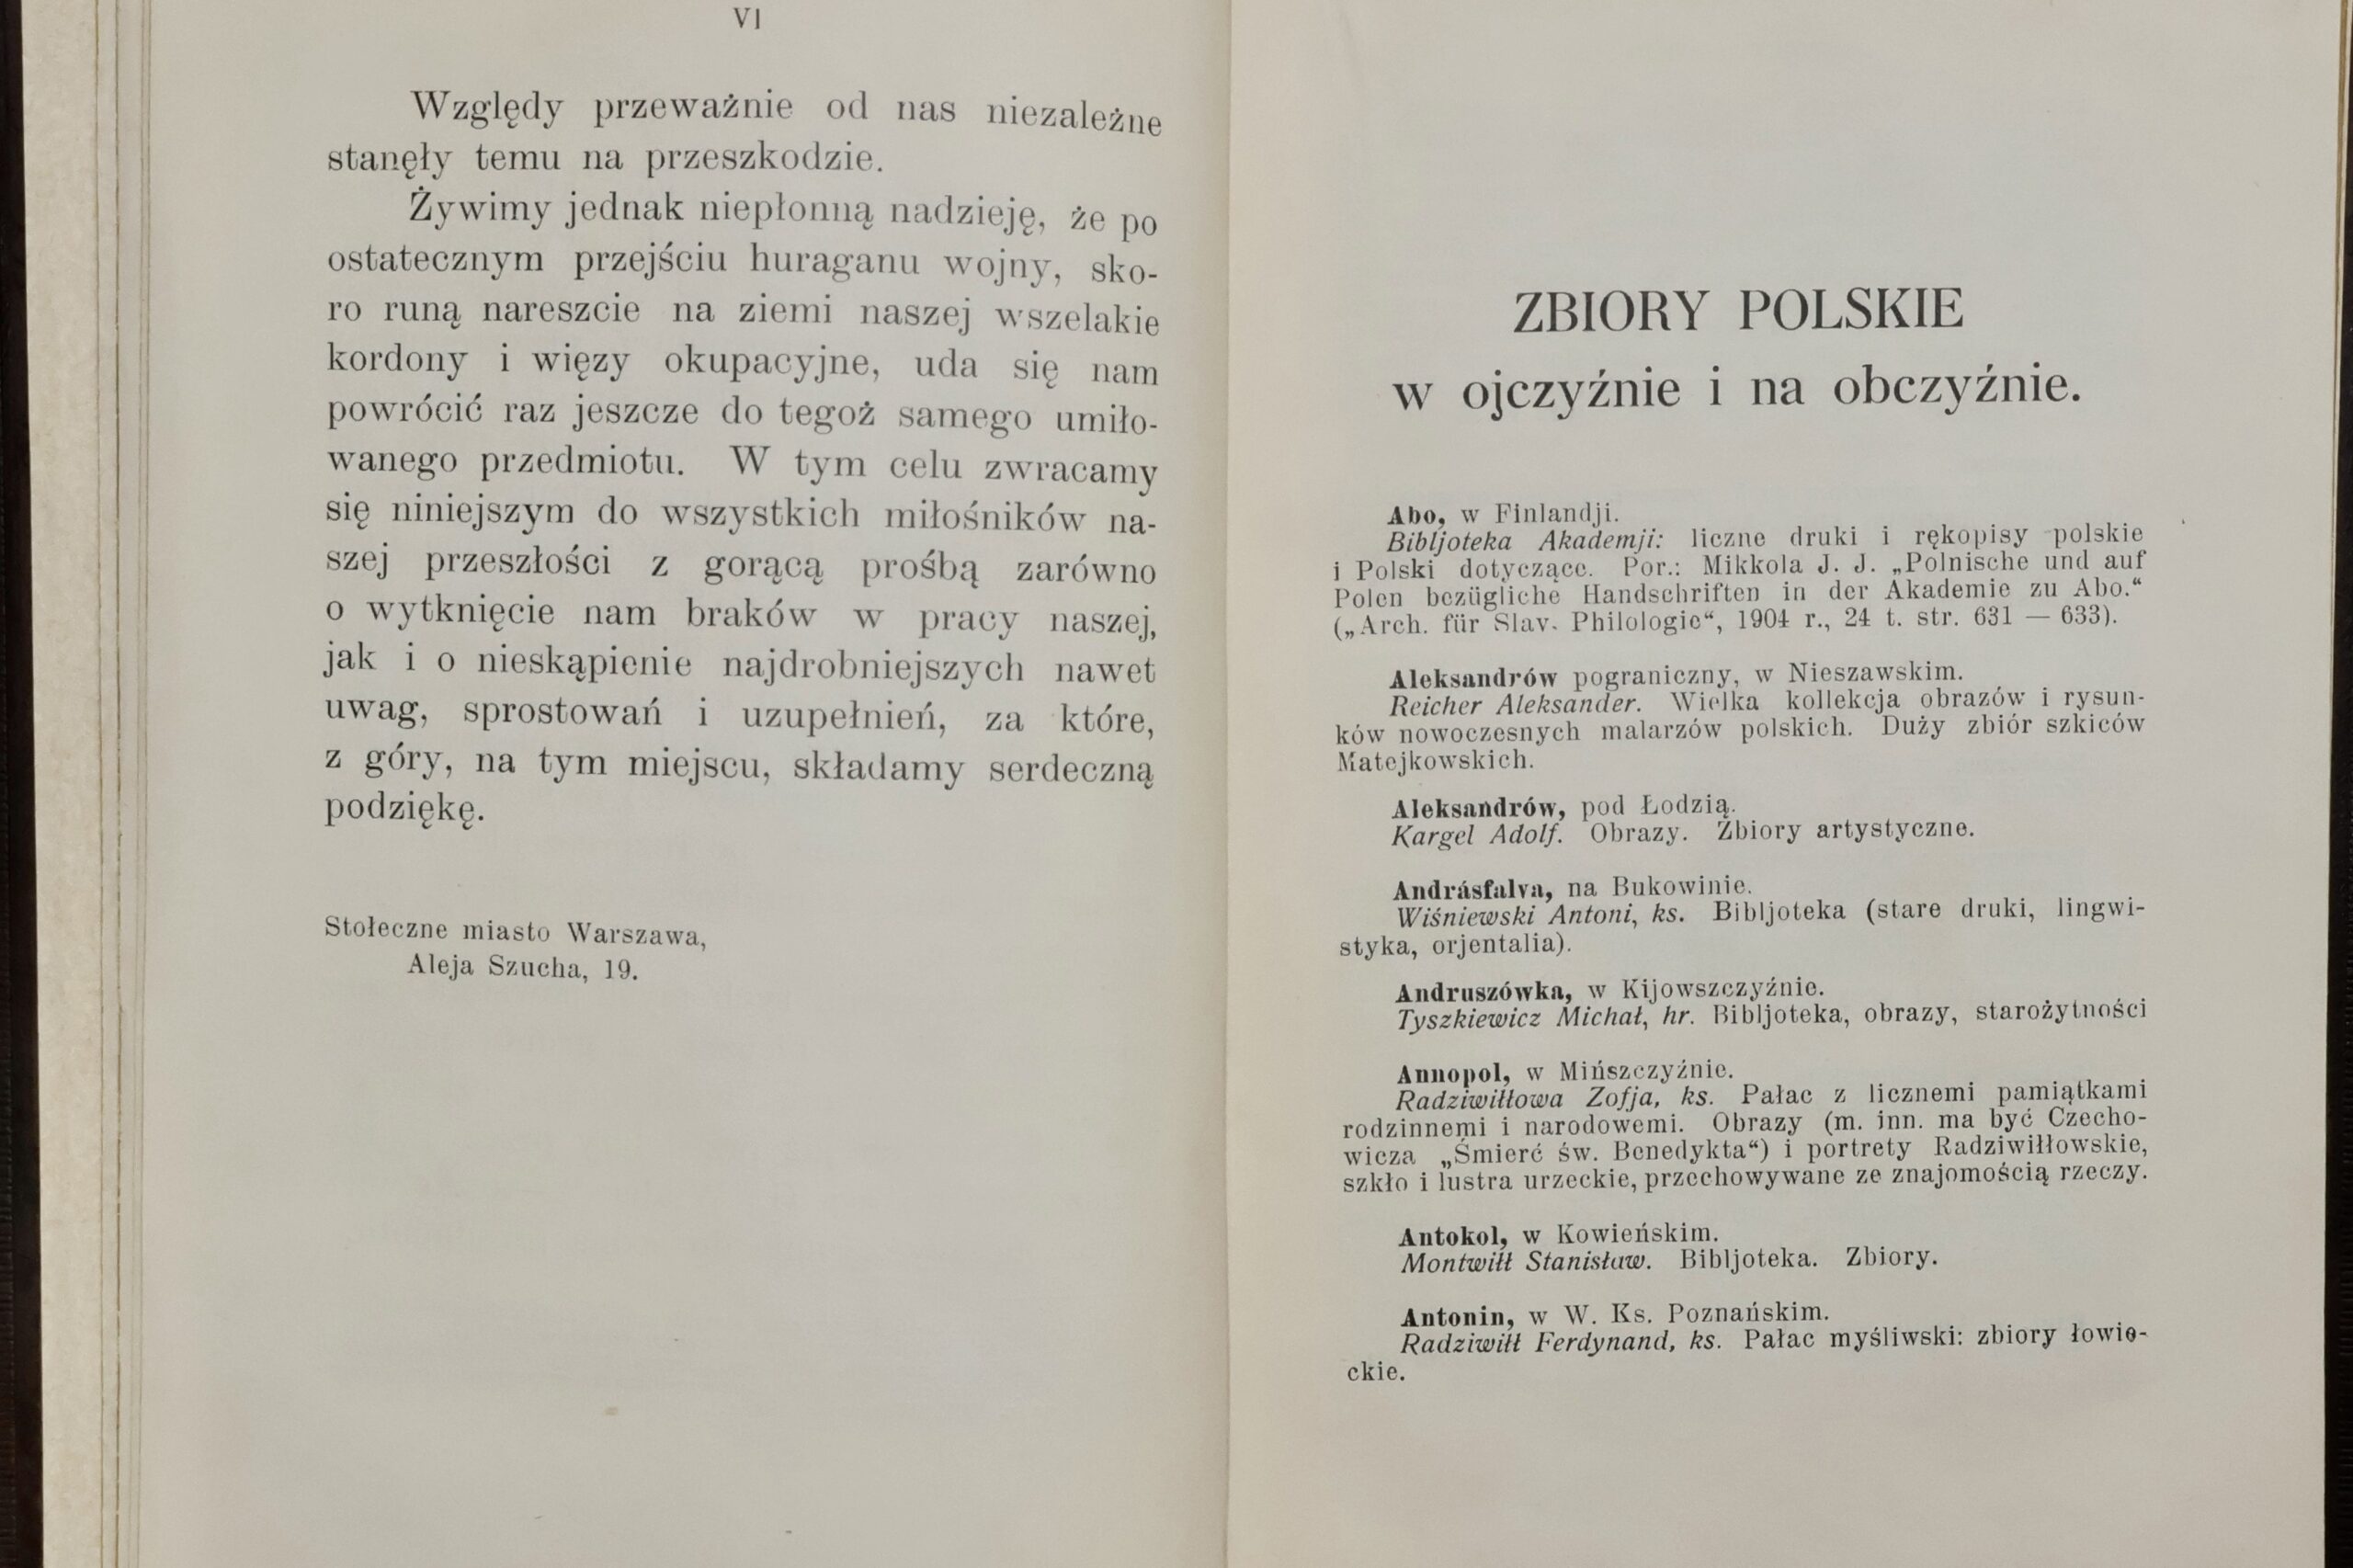 VI
Względy przeważnie od nas niezależne
stanęły temu na przeszkodzie.
Żywimy jednak niepłonną nadzieję, że po
ostatecznym przejściu huraganu wojny, sko-
ro runą nareszcie na ziemi naszej wszelakie
kordony i więzy okupacyjne, uda się nam
powrócić raz jeszcze do tegoż samego umiło-
wanego przedmiotu. W tym celu zwracamy
się niniejszym do wszystkich miłośników na-
szej przeszłości z gorącą prośbą zarówno
o wytknięcie nam braków w pracy naszej,
jak i o nieskąpienie najdrobniejszych nawet
uwag, sprostowań i uzupełnień, za które,
z góry, na tym miejscu, składamy serdeczną
podziękę.
Stołeczne miasto Warszawa,
Aleja Szucha, 19.
ZBIORY POLSKIE
w ojczyźnie i na obczyźnie.
Abo, w Finlandji.
Bibljoteka Akademji: liczne druki i rękopisy polskie
i Polski dotyczące. Por.: Mikkola J. J. „Polnische und auf
Polen bezügliche Handschriften in der Akademie zu Abo.“
(„Arch. für Slav. Philologie“, 1904 r., 24 t. str. 631 — 633).
Aleksandrów pograniczny, w Nieszawskim.
Reicher Aleksander. Wielka kollekcja obrazów i rysun-
ków nowoczesnych malarzów polskich. Duży zbiór szkiców
Matejkowskich.
Aleksandrów, pod Łodzią.
Kargel Adolf. Obrazy. Zbiory artystyczne.
Andrásfalva, na Bukowinie.
Wiśniewski Antoni, ks. Bibljoteka (stare druki, lingwi-
styka, orjentalia).
Andruszówka, w Kijowszczyźnie.
Tyszkiewicz Michał, hr. Bibljoteka, obrazy, starożytności
Annopol, w Mińszczyźnie.
Radziwiłłowa Zofja, ks. Pałac z licznemi pamiątkami
rodzinnemi i narodowemi. Obrazy (m. inn. ma być Czecho-
wicza „Śmierć św. Benedykta“) i portrety Radziwiłłowskie,
szkło i lustra urzeckie, przechowywane ze znajomością rzeczy.
Antokol, w Kowieńskim.
Montwiłł Stanisław. Bibljoteka. Zbiory.
Antonin, w W. Ks. Poznańskim.
Radziwiłł Ferdynand, ks. Pałac myśliwski: zbiory łowie-
ckie.